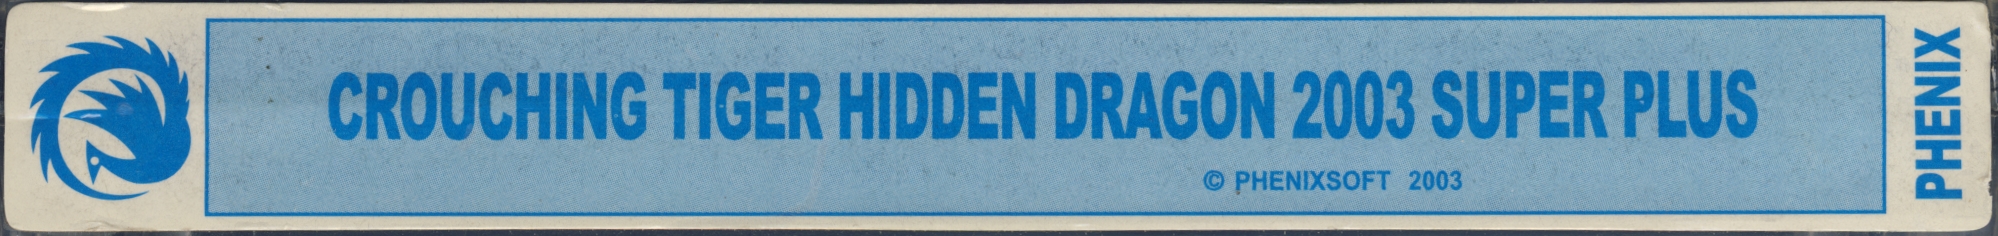 CROUCHING TIGER HIDDEN DRAGON 2003 SUPER PLUS
© PHENIXSOFT 2003
PHENIX